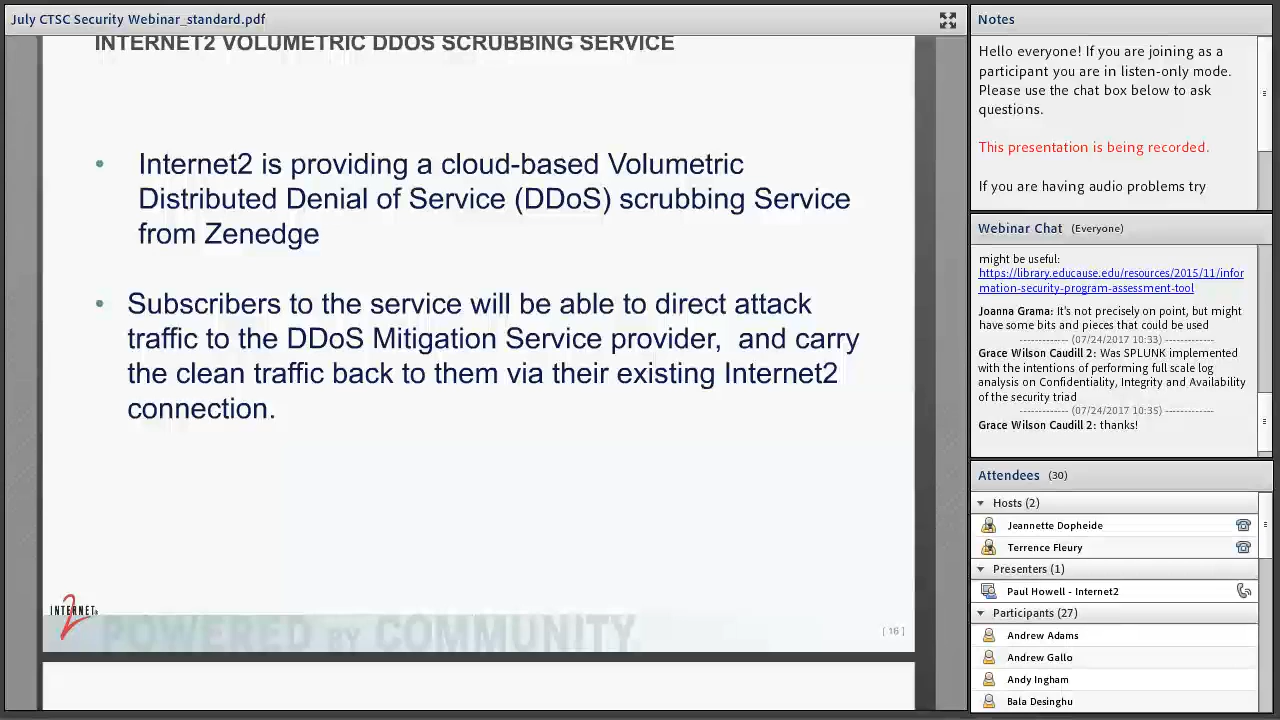 July CTSC Security Webinar_standard.pdf
INTERNET2 VOLUMETRIC DDOS SCRUBBING SERVICE
• Internet2 is providing a cloud-based Volumetric
Distributed Denial of Service (DDoS) scrubbing Service
from Zenedge
• Subscribers to the service will be able to direct attack
traffic to the DDoS Mitigation Service provider, and carry
the clean traffic back to them via their existing Internet2
connection.
INTERNET
2
POWERED BY COMMUNITY
[ 16 ]
Notes
Hello everyone! If you are joining as a
participant you are in listen-only mode.
Please use the chat box below to ask
questions.
This presentation is being recorded.
If you are having audio problems try
Webinar Chat (Everyone)
might be useful:
https://library.educause.edu/resources/2015/11/infor
mation-security-program-assessment-tool
Joanna Grama: It's not precisely on point, but might
have some bits and pieces that could be used
------------ (07/24/2017 10:33) -------------
Grace Wilson Caudill 2: Was SPLUNK implemented
with the intentions of performing full scale log
analysis on Confidentiality, Integrity and Availability
of the security triad
------------ (07/24/2017 10:35) -------------
Grace Wilson Caudill 2: thanks!
Attendees (30)
Hosts (2)
Jeannette Dopheide
Terrence Fleury
Presenters (1)
Paul Howell - Internet2
Participants (27)
Andrew Adams
Andrew Gallo
Andy Ingham
Bala Desinghu